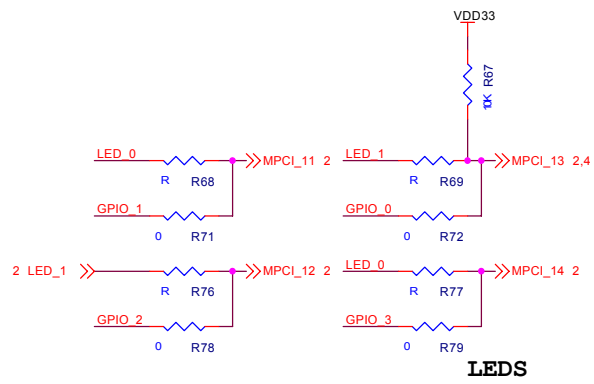 VDD33
R67
10K
LED_0
MPCI_11 2
R
R68
LED_1
MPCI_13 2,4
R
R69
GPIO_1
0
R71
GPIO_0
0
R72
2 LED_1
MPCI_12 2
R
R76
LED_0
MPCI_14 2
R
R77
GPIO_2
0
R78
GPIO_3
0
R79
LEDS